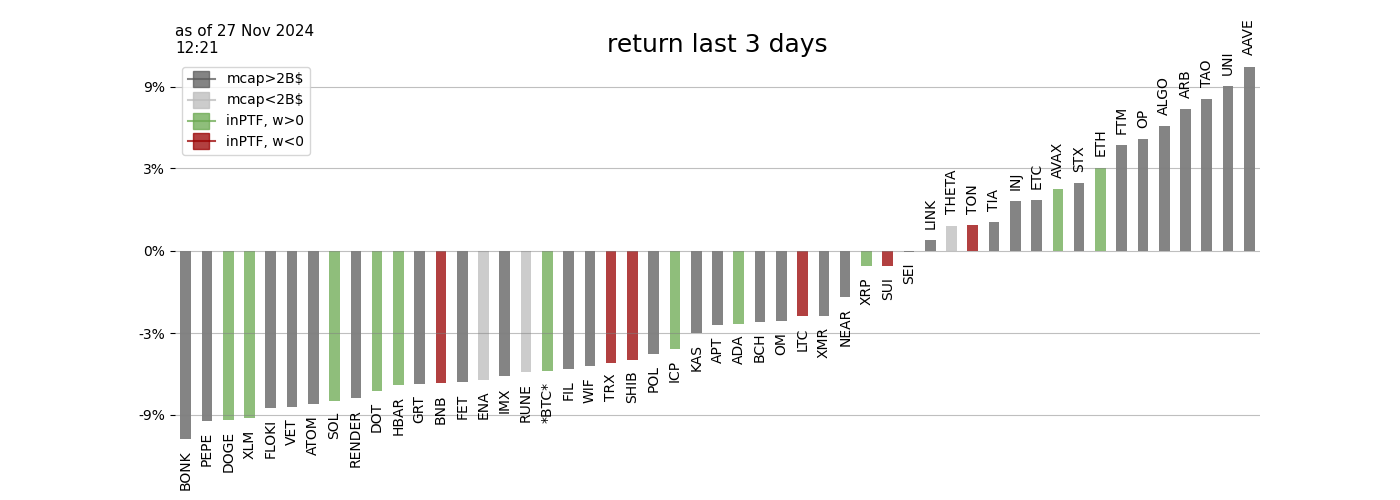 as of 27 Nov 2024
12:21
return last 3 days
mcap>2B$
mcap<2B$
inPTF, w>0
inPTF, w<0
9%
3%
0%
-3%
-9%
BONK
PEPE
DOGE
XLM
FLOKI
VET
ATOM
SOL
RENDER
DOT
HBAR
GRT
BNB
FET
ENA
IMX
RUNE
*BTC*
FIL
WIF
TRX
SHIB
POL
ICP
KAS
APT
ADA
BCH
OM
LTC
XMR
NEAR
XRP
SUI
SEI
LINK
THETA
TON
TIA
INJ
ETC
AVAX
STX
ETH
FTM
OP
ALGO
ARB
TAO
UNI
AAVE